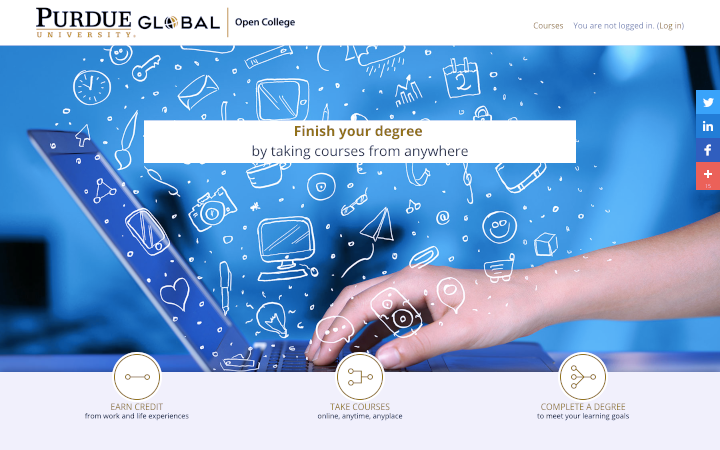 PURDUE GLOBAL Open College
UNIVERSITY®
Courses You are not logged in. (Log in)
2
Finish your degree
by taking courses from anywhere
EARN CREDIT
from work and life experiences
TAKE COURSES
online, anytime, anyplace
COMPLETE A DEGREE
to meet your learning goals